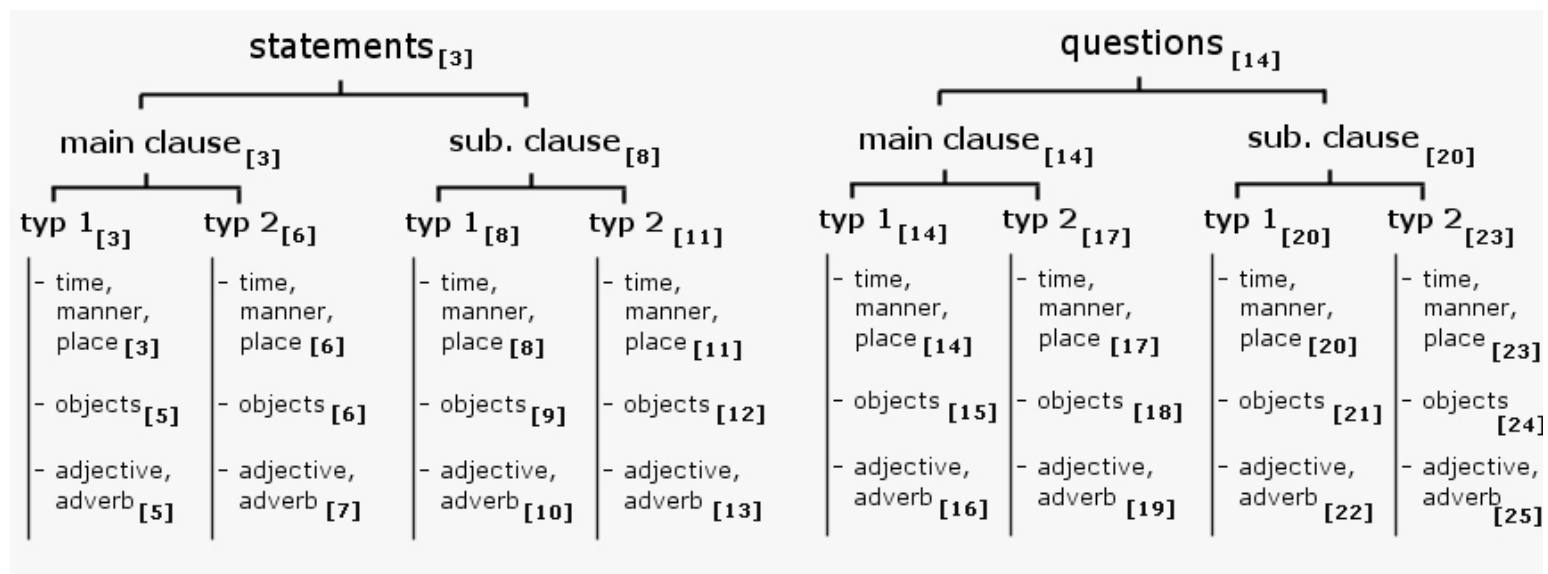 statements[3]
main clause[3] sub. clause[8]
typ 1[3] typ 2[6] typ 1[8] typ 2 [11]
- time, manner, place [3]
- objects[5]
- adjective, adverb [5]
- time, manner, place [6]
- objects [6]
- adjective, adverb [7]
- time, manner, place [8]
- objects [9]
- adjective, adverb[10]
- time, manner, place [11]
- objects [12]
- adjective, adverb [13]
questions [14]
main clause[14] sub. clause [20]
typ 1[14] typ 2[17] typ 1[20] typ 2[23]
- time, manner, place [14]
- objects [15]
- adjective, adverb [16]
- time, manner, place [17]
- objects [18]
- adjective, adverb [19]
- time, manner, place [20]
- objects [21]
- adjective, adverb [22]
- time, manner, place [23]
- objects [24]
- adjective, adverb [25]